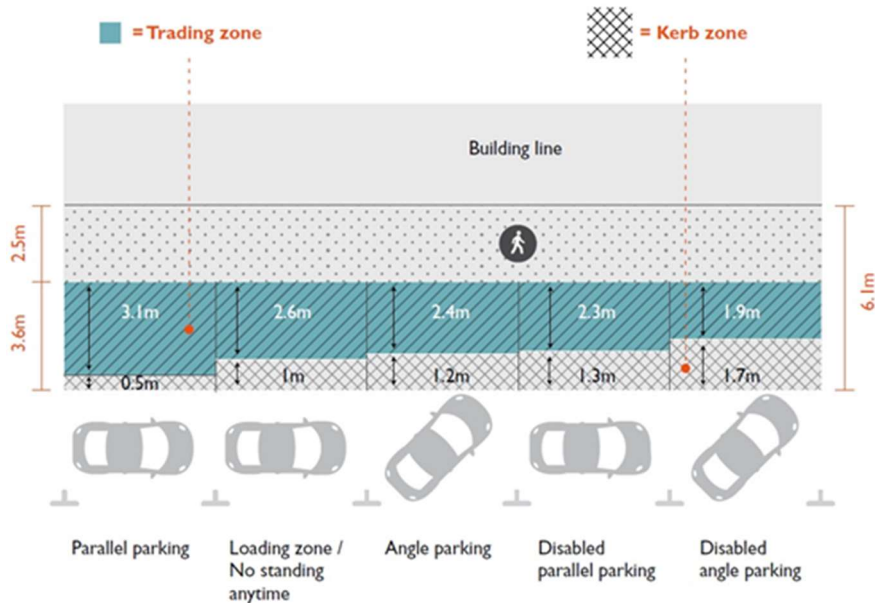 = Trading zone
= Kerb zone
Building line
2.5m
3.6m
6.1m
3.1m
2.6m
2.4m
2.3m
1.9m
0.5m
1m
1.2m
1.3m
1.7m
Parallel parking
Loading zone /
No standing
anytime
Angle parking
Disabled
parallel parking
Disabled
angle parking